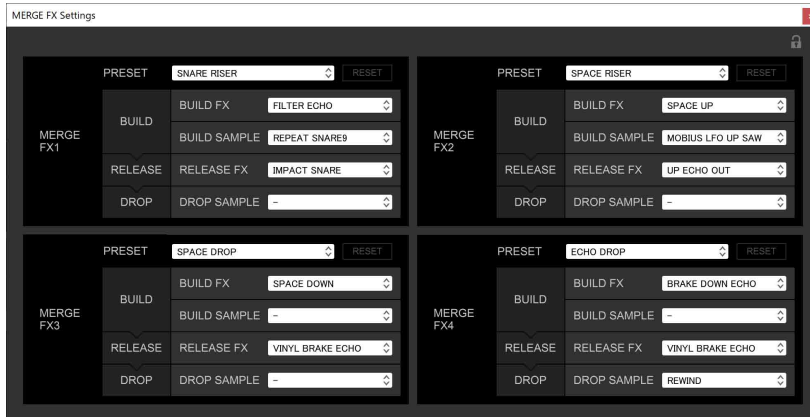 MERGE FX Settings
MERGE FX1
PRESET SNARE RISER RESET
BUILD
BUILD FX FILTER ECHO
BUILD SAMPLE REPEAT SNARE9
RELEASE RELEASE FX IMPACT SNARE
DROP DROP SAMPLE –
MERGE FX2
PRESET SPACE RISER RESET
BUILD
BUILD FX SPACE UP
BUILD SAMPLE MOBIUS LFO UP SAW
RELEASE RELEASE FX UP ECHO OUT
DROP DROP SAMPLE –
MERGE FX3
PRESET SPACE DROP RESET
BUILD
BUILD FX SPACE DOWN
BUILD SAMPLE –
RELEASE RELEASE FX VINYL BRAKE ECHO
DROP DROP SAMPLE –
MERGE FX4
PRESET ECHO DROP RESET
BUILD
BUILD FX BRAKE DOWN ECHO
BUILD SAMPLE –
RELEASE RELEASE FX VINYL BRAKE ECHO
DROP DROP SAMPLE REWIND